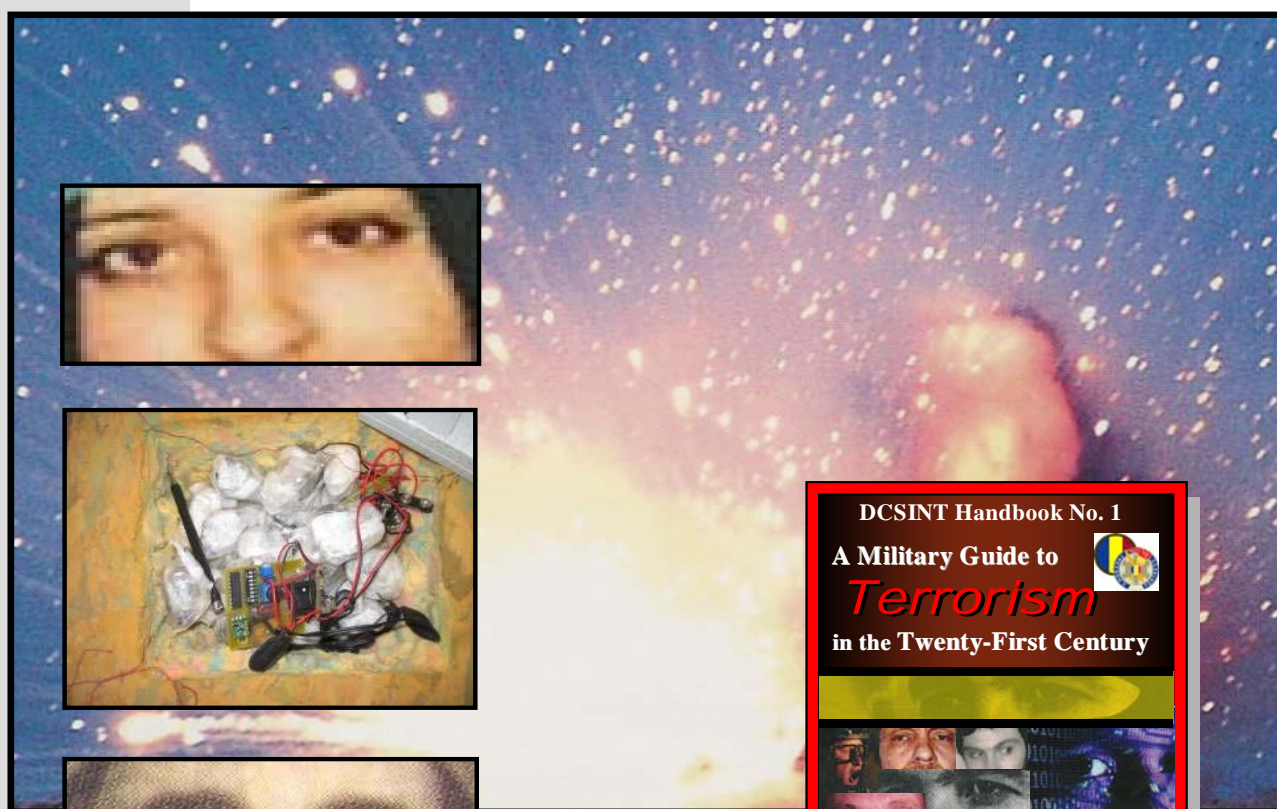 DCSINT Handbook No. 1
A Military Guide to
Terrorism
in the Twenty-First Century